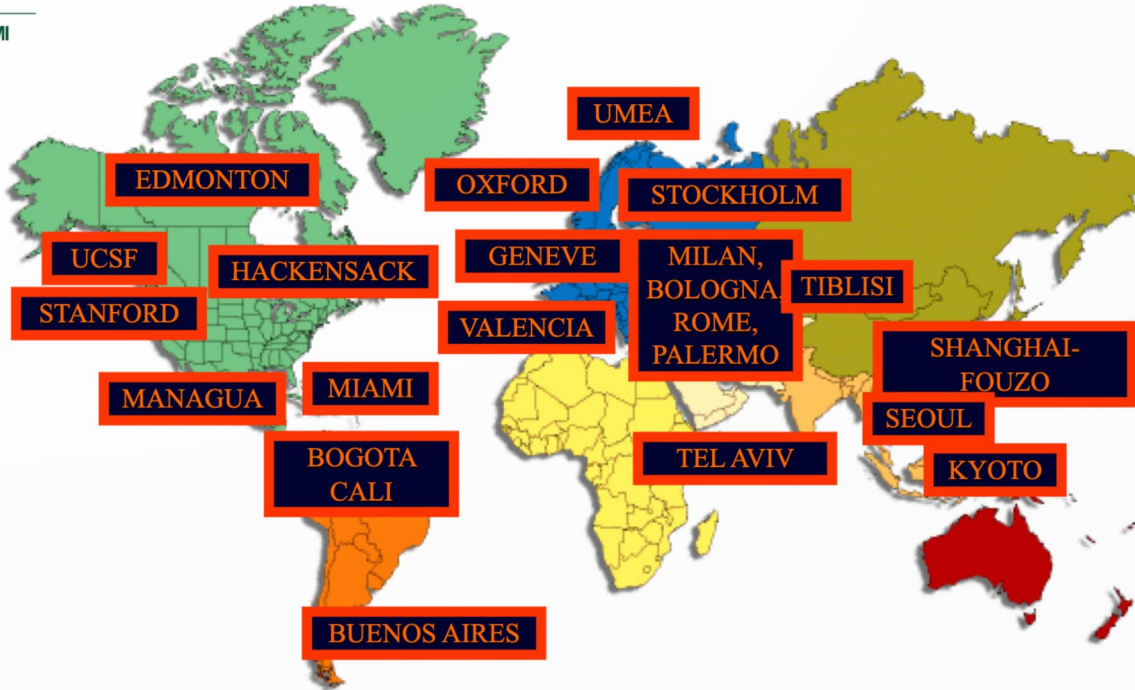 MI
UMEA
EDMONTON
OXFORD
STOCKHOLM
UCSF
HACKENSACK
GENEVE
MILAN,
BOLOGNA,
ROME,
PALERMO
TIBLISI
STANFORD
VALENCIA
SHANGHAI-
FOUZO
MANAGUA
MIAMI
SEOUL
BOGOTA
CALI
TEL AVIV
KYOTO
BUENOS AIRES